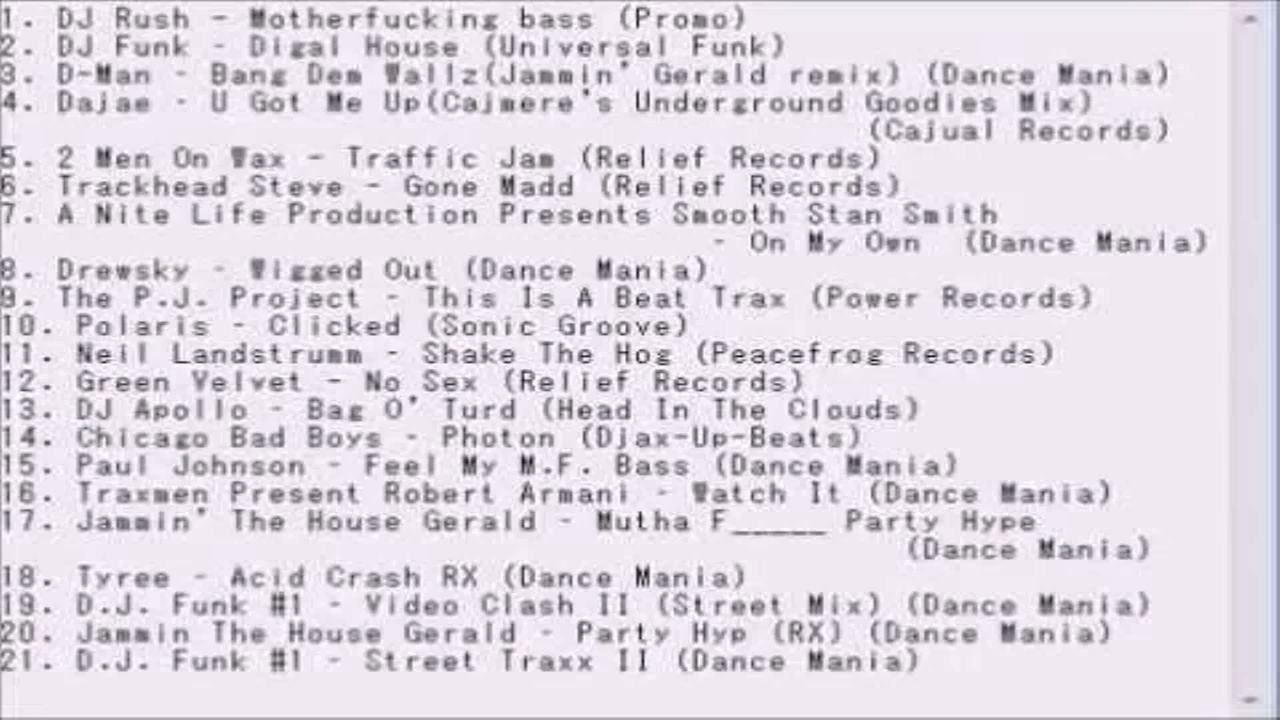 1. DJ Rush - Motherfucking bass (Promo)
2. DJ Funk - Digal House (Universal Funk)
3. D-Man - Bang Dem Wallz(Jammin' Gerald remix) (Dance Mania)
4. Dajae - U Got Me Up(Cajmere's Underground Goodies Mix)
(Cajual Records)
5. 2 Men On Wax - Traffic Jam (Relief Records)
6. Trackhead Steve - Gone Madd (Relief Records)
7. A Nite Life Production Presents Smooth Stan Smith
- On My Own (Dance Mania)
8. Drewsky - Wigged Out (Dance Mania)
9. The P.J. Project - This Is A Beat Trax (Power Records)
10. Polaris - Clicked (Sonic Groove)
11. Neil Landstrumm - Shake The Hog (Peacefrog Records)
12. Green Velvet - No Sex (Relief Records)
13. DJ Apollo - Bag O' Turd (Head In The Clouds)
14. Chicago Bad Boys - Photon (Djax-Up-Beats)
15. Paul Johnson - Feel My M.F. Bass (Dance Mania)
16. Traxmen Present Robert Armani - Watch It (Dance Mania)
17. Jammin' The House Gerald - Mutha F_____ Party Hype
(Dance Mania)
18. Tyree - Acid Crash RX (Dance Mania)
19. D.J. Funk #1 - Video Clash II (Street Mix) (Dance Mania)
20. Jammin The House Gerald - Party Hyp (RX) (Dance Mania)
21. D.J. Funk #1 - Street Traxx II (Dance Mania)